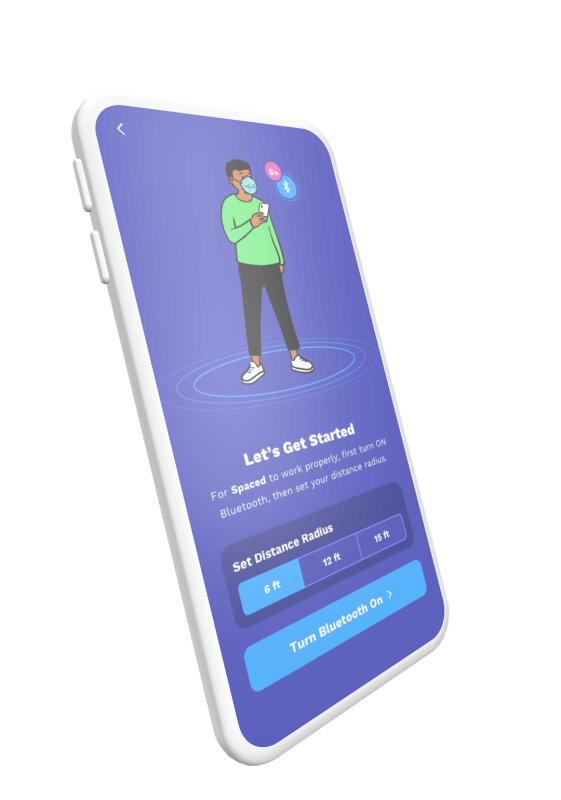 6 ft
Let's Get Started
For Spaced to work properly, first turn ON
Bluetooth, then set your distance radius.
Set Distance Radius
6 ft
12 ft
15 ft
Turn Bluetooth On